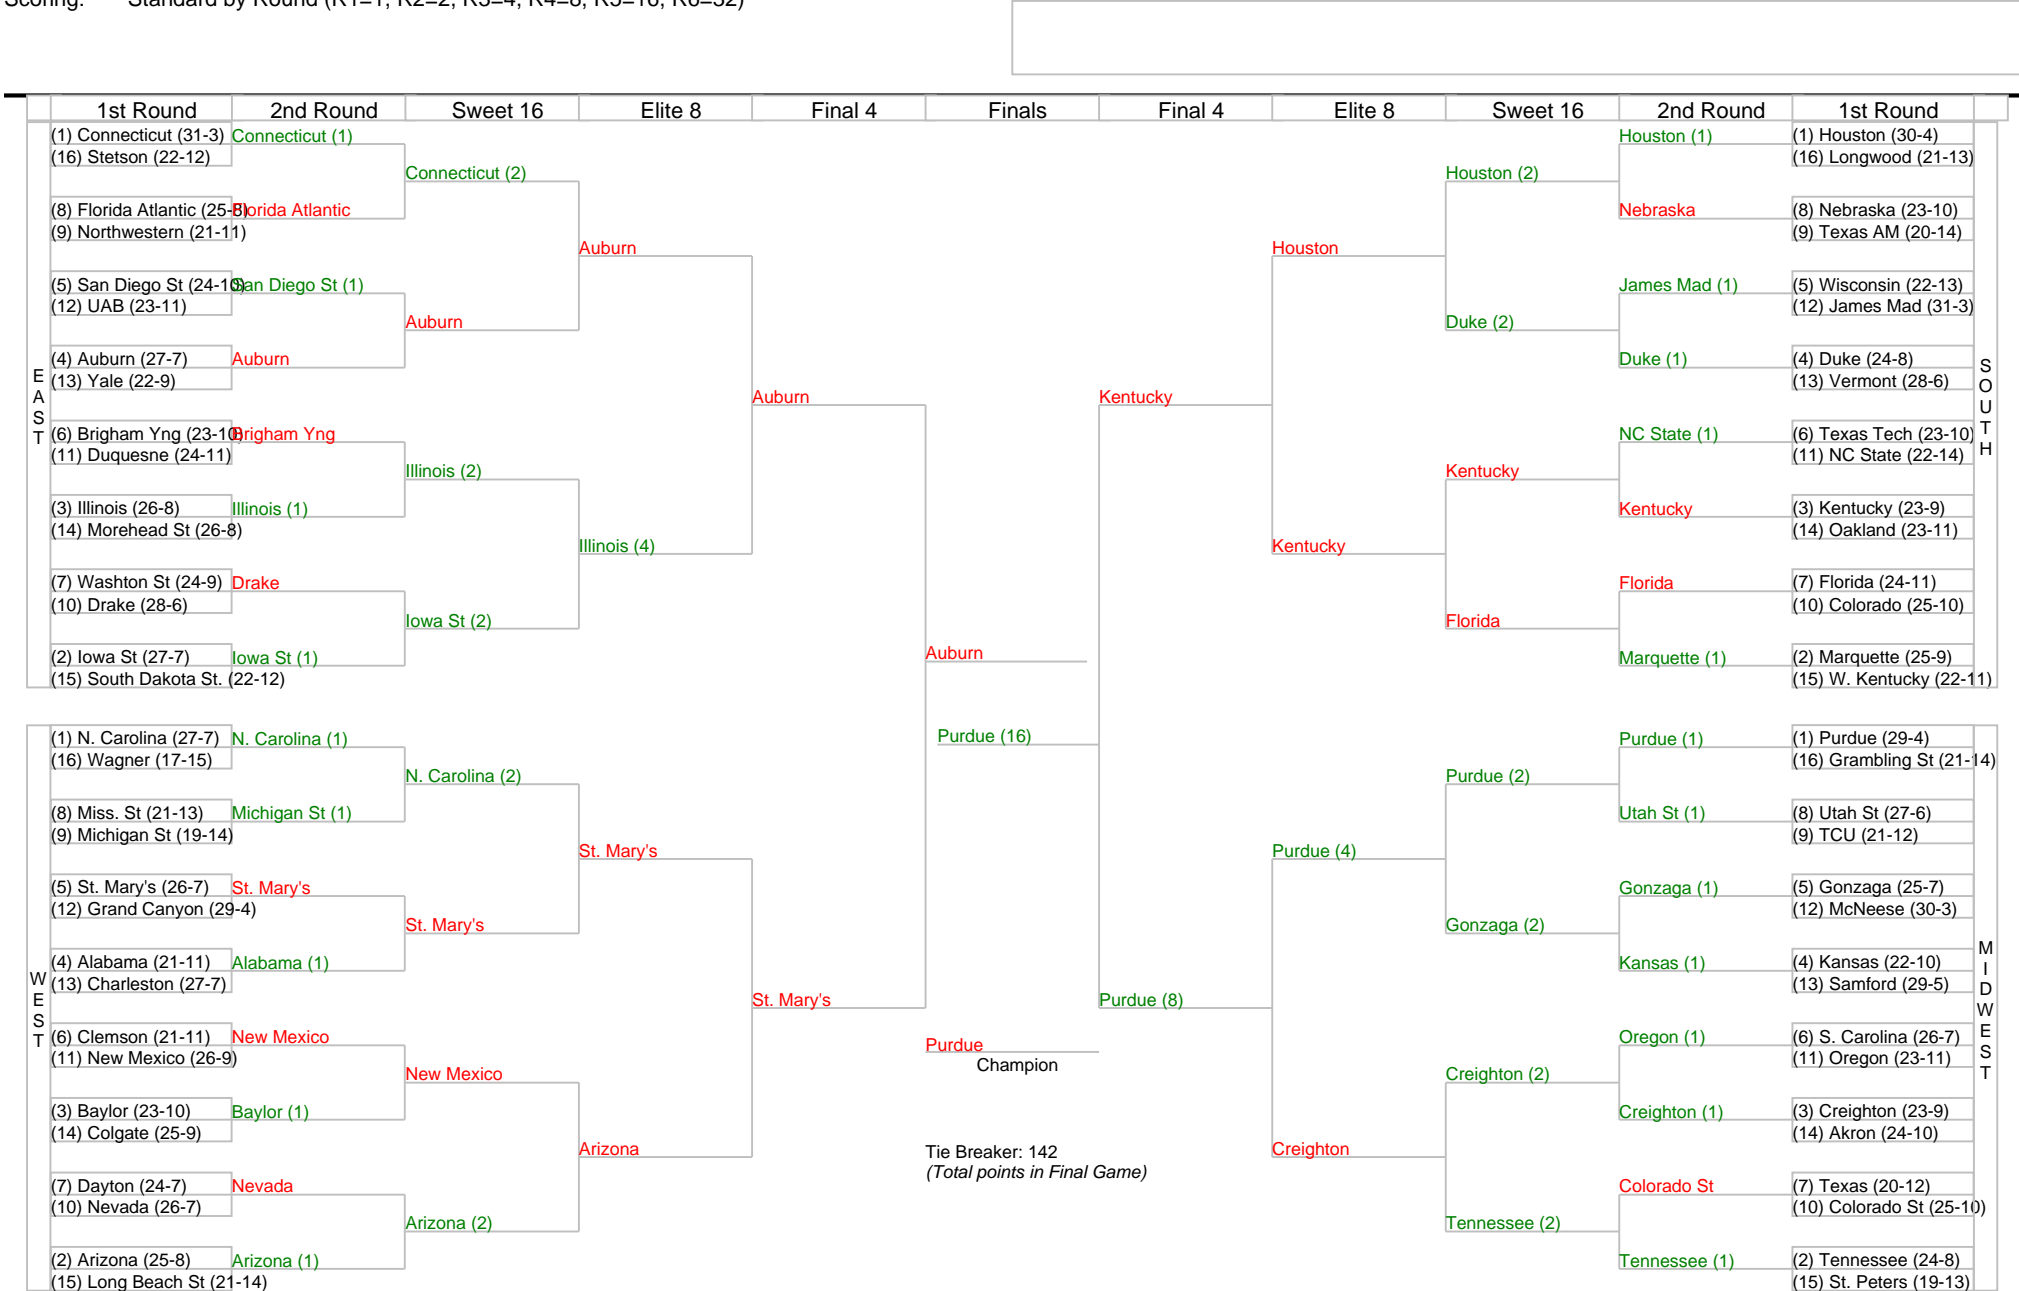 Scoring: Standard by Round (R1=1, R2=2, R3=4, R4=8, R5=16, R6=32)
1st Round 2nd Round Sweet 16 Elite 8 Final 4 Finals Final 4 Elite 8 Sweet 16 2nd Round 1st Round
EAST
(1) Connecticut (31-3)
(16) Stetson (22-12)
(8) Florida Atlantic (25-8)
(9) Northwestern (21-11)
(5) San Diego St (24-10)
(12) UAB (23-11)
(4) Auburn (27-7)
(13) Yale (22-9)
(6) Brigham Yng (23-10)
(11) Duquesne (24-11)
(3) Illinois (26-8)
(14) Morehead St (26-8)
(7) Washton St (24-9)
(10) Drake (28-6)
(2) Iowa St (27-7)
(15) South Dakota St. (22-12)
Connecticut (1)
Florida Atlantic
San Diego St (1)
Auburn
Brigham Yng
Illinois (1)
Drake
Iowa St (1)
Connecticut (2)
Auburn
Illinois (2)
Iowa St (2)
Auburn
Illinois (4)
Auburn
WEST
(1) N. Carolina (27-7)
(16) Wagner (17-15)
(8) Miss. St (21-13)
(9) Michigan St (19-14)
(5) St. Mary's (26-7)
(12) Grand Canyon (29-4)
(4) Alabama (21-11)
(13) Charleston (27-7)
(6) Clemson (21-11)
(11) New Mexico (26-9)
(3) Baylor (23-10)
(14) Colgate (25-9)
(7) Dayton (24-7)
(10) Nevada (26-7)
(2) Arizona (25-8)
(15) Long Beach St (21-14)
N. Carolina (1)
Michigan St (1)
St. Mary's
Alabama (1)
New Mexico
Baylor (1)
Nevada
Arizona (1)
N. Carolina (2)
St. Mary's
New Mexico
Arizona (2)
St. Mary's
Arizona
St. Mary's
Auburn
Purdue (16)
Purdue
Champion
Tie Breaker: 142
(Total points in Final Game)
Kentucky
Houston
Kentucky
Houston (2)
Duke (2)
Kentucky
Florida
Houston (1)
Nebraska
James Mad (1)
Duke (1)
NC State (1)
Kentucky
Florida
Marquette (1)
(1) Houston (30-4)
(16) Longwood (21-13)
(8) Nebraska (23-10)
(9) Texas AM (20-14)
(5) Wisconsin (22-13)
(12) James Mad (31-3)
(4) Duke (24-8)
(13) Vermont (28-6)
(6) Texas Tech (23-10)
(11) NC State (22-14)
(3) Kentucky (23-9)
(14) Oakland (23-11)
(7) Florida (24-11)
(10) Colorado (25-10)
(2) Marquette (25-9)
(15) W. Kentucky (22-11)
SOUTH
Purdue (8)
Purdue (4)
Creighton
Purdue (2)
Gonzaga (2)
Creighton (2)
Tennessee (2)
Purdue (1)
Utah St (1)
Gonzaga (1)
Kansas (1)
Oregon (1)
Creighton (1)
Colorado St
Tennessee (1)
(1) Purdue (29-4)
(16) Grambling St (21-14)
(8) Utah St (27-6)
(9) TCU (21-12)
(5) Gonzaga (25-7)
(12) McNeese (30-3)
(4) Kansas (22-10)
(13) Samford (29-5)
(6) S. Carolina (26-7)
(11) Oregon (23-11)
(3) Creighton (23-9)
(14) Akron (24-10)
(7) Texas (20-12)
(10) Colorado St (25-10)
(2) Tennessee (24-8)
(15) St. Peters (19-13)
MIDWEST